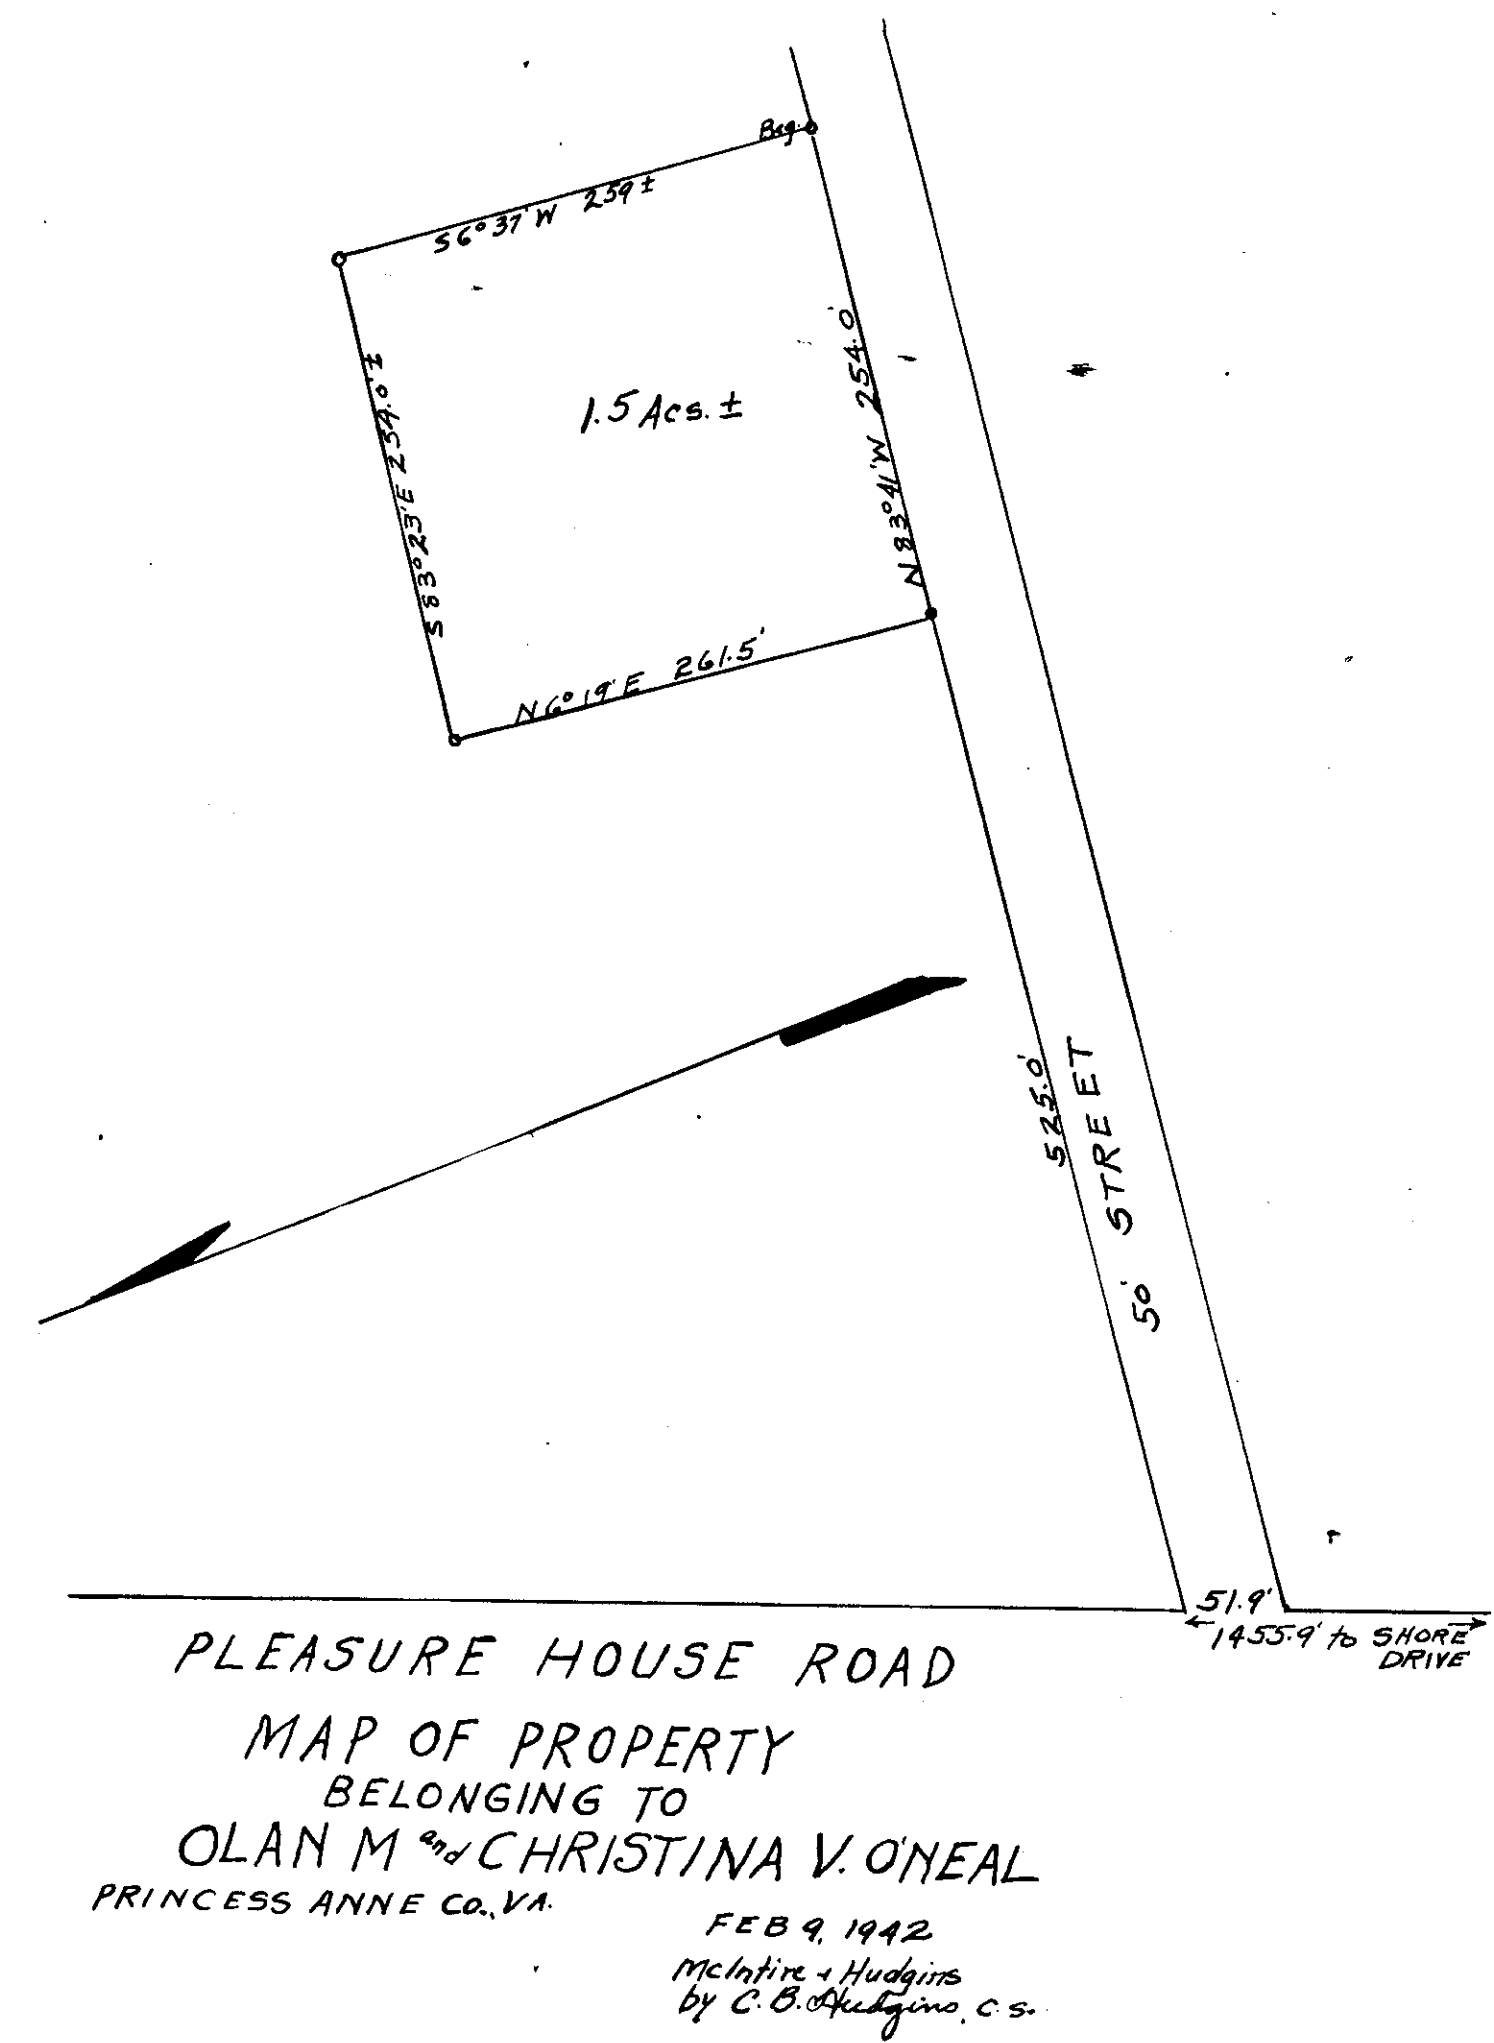 Beg.
S 6° 37' W 259 ±
S 83° 23' E 254.0' ±
1.5 Acs. ±
N 83° 41' W 254.0'
N 6° 19' E 261.5'
525.0'
50' STREET
51.9'
1455.9' to SHORE
DRIVE
PLEASURE HOUSE ROAD
MAP OF PROPERTY
BELONGING TO
OLAN M and CHRISTINA V. O'NEAL
PRINCESS ANNE CO., VA.
FEB 9, 1942
McIntire + Hudgins
by C. B. Hudgins, C. S.